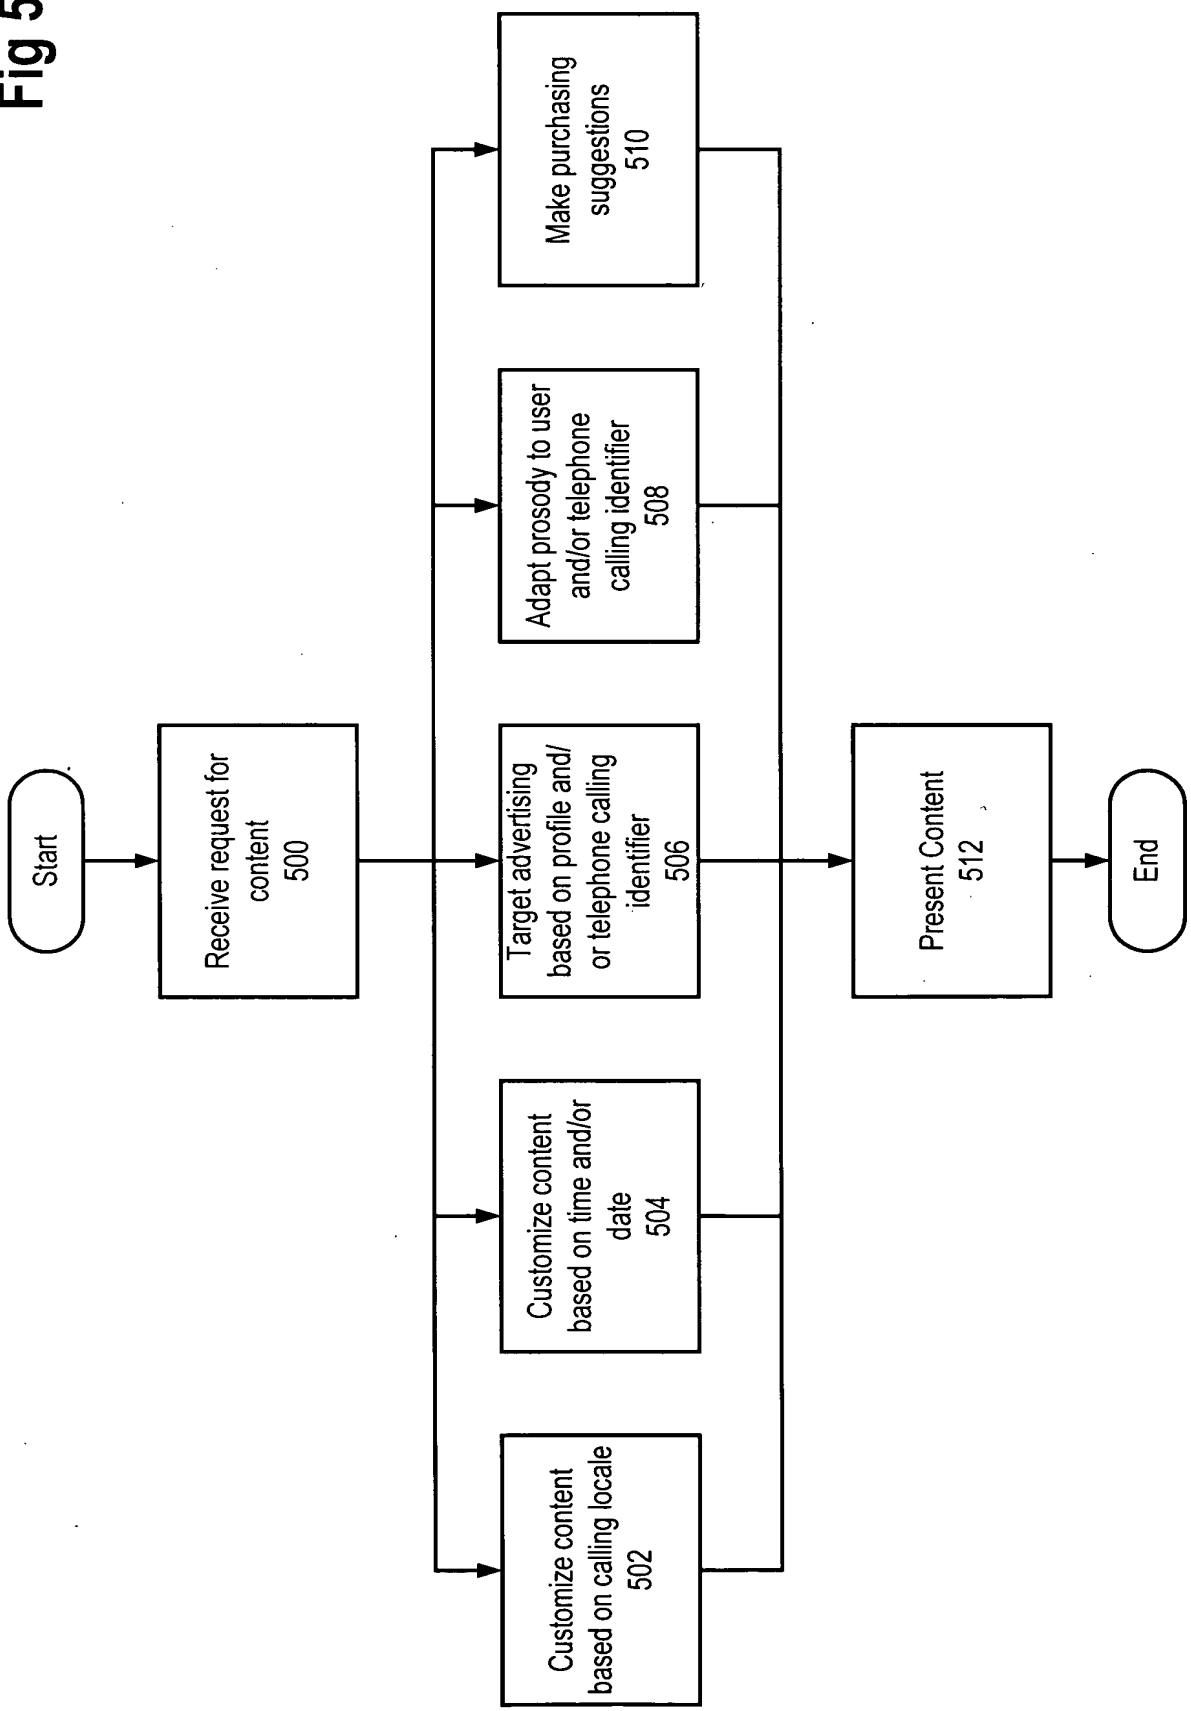 Fig 5
Start
Receive request for
content
500
Customize content
based on calling locale
502
Customize content
based on time and/or
date
504
Target advertising
based on profile and/
or telephone calling
identifier
506
Adapt prosody to user
and/or telephone
calling identifier
508
Make purchasing
suggestions
510
Present Content
512
End